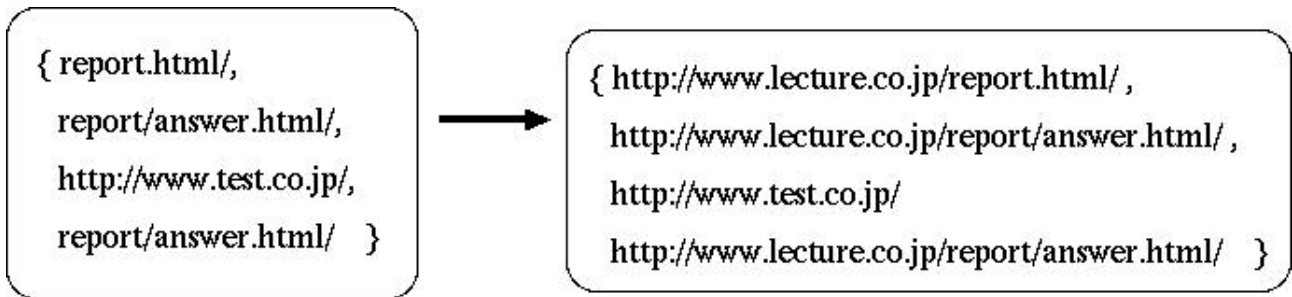 { report.html/,
report/answer.html/,
http://www.test.co.jp/,
report/answer.html/ }
{ http://www.lecture.co.jp/report.html/ ,
http://www.lecture.co.jp/report/answer.html/ ,
http://www.test.co.jp/
http://www.lecture.co.jp/report/answer.html/ }